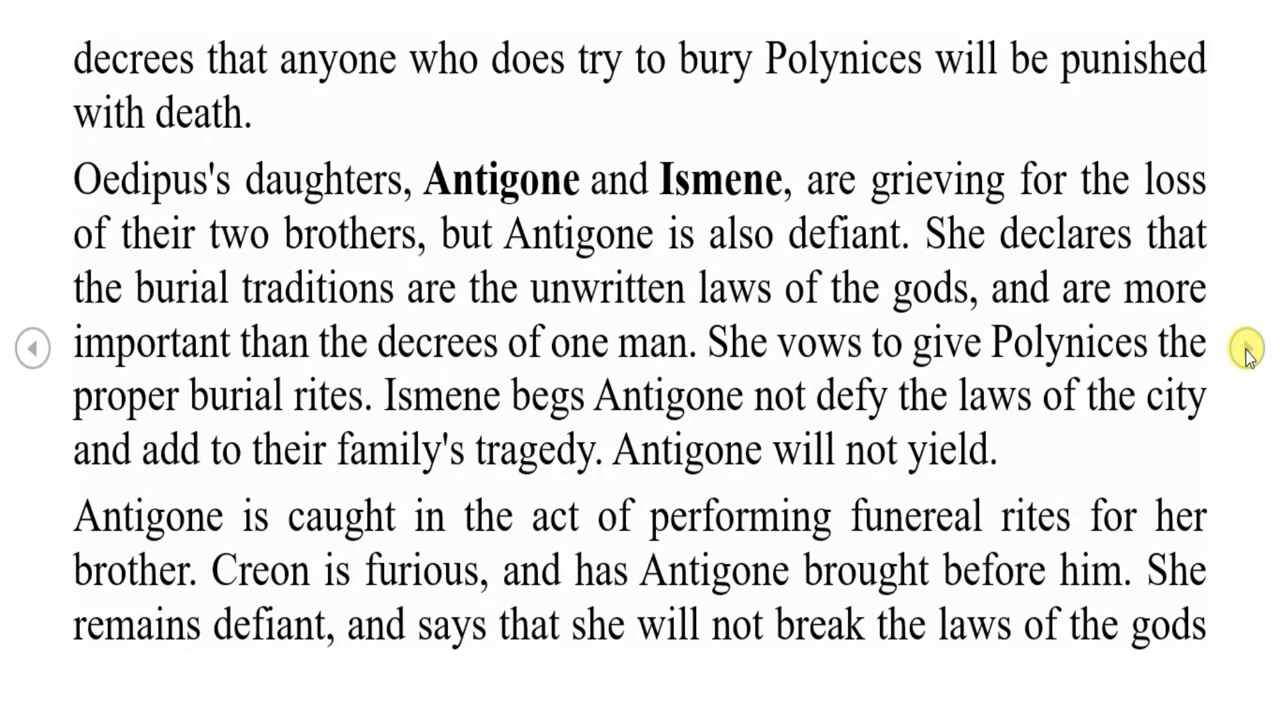 decrees that anyone who does try to bury Polynices will be punished
with death.
Oedipus's daughters, Antigone and Ismene, are grieving for the loss
of their two brothers, but Antigone is also defiant. She declares that
the burial traditions are the unwritten laws of the gods, and are more
important than the decrees of one man. She vows to give Polynices the
proper burial rites. Ismene begs Antigone not defy the laws of the city
and add to their family's tragedy. Antigone will not yield.
Antigone is caught in the act of performing funereal rites for her
brother. Creon is furious, and has Antigone brought before him. She
remains defiant, and says that she will not break the laws of the gods